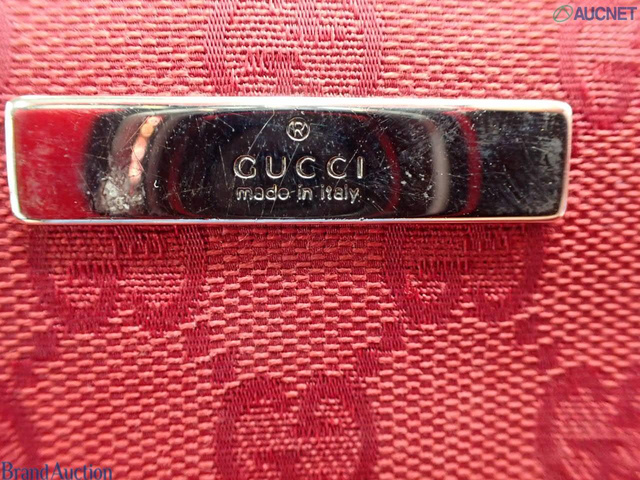 AUCNET
®
GUCCI
made in italy
Brand Auction